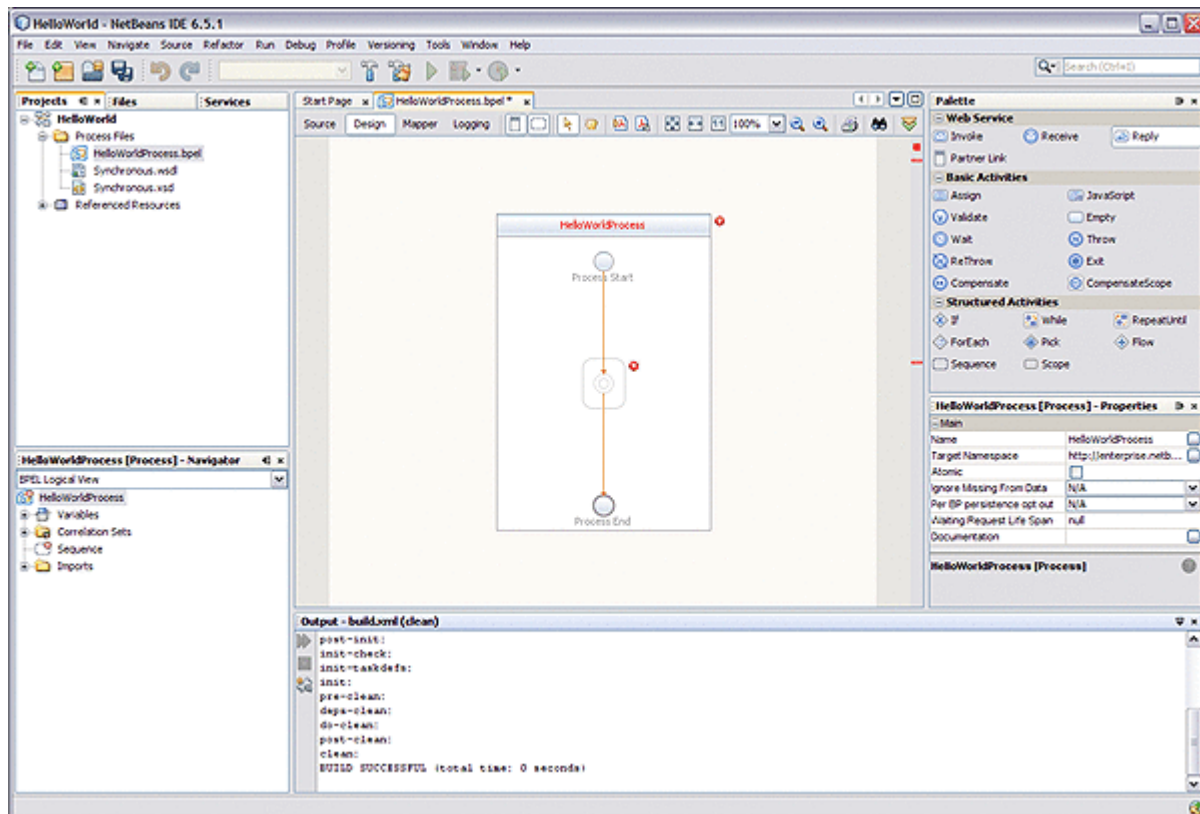 HelloWorld - NetBeans IDE 6.5.1
File Edit View Navigate Source Refactor Run Debug Profile Versioning Tools Window Help
Search (Ctrl+I)
Projects Files Services
HelloWorld
Process Files
HelloWorldProcess.bpel
Synchronous.wsdl
Synchronous.xsd
Referenced Resources
HelloWorldProcess [Process] - Navigator
BPEL Logical View
HelloWorldProcess
Variables
Correlation Sets
Sequence
Imports
Start Page HelloWorldProcess.bpel *
Source Design Mapper Logging 100%
HelloWorldProcess
Process Start
Process End
Output - build.xml (clean)
post-init:
init-check:
init-taskdefs:
init:
pre-clean:
deps-clean:
do-clean:
post-clean:
clean:
BUILD SUCCESSFUL (total time: 0 seconds)
Palette
Web Service
Invoke Receive Reply
Partner Link
Basic Activities
Assign JavaScript
Validate Empty
Wait Throw
ReThrow Exit
Compensate CompensateScope
Structured Activities
If While RepeatUntil
ForEach Pick Flow
Sequence Scope
HelloWorldProcess [Process] - Properties
Main
Name HelloWorldProcess
Target Namespace http://enterprise.netb...
Atomic
Ignore Missing From Data N/A
Per BP persistence opt out N/A
Waiting Request Life Span null
Documentation
HelloWorldProcess [Process]